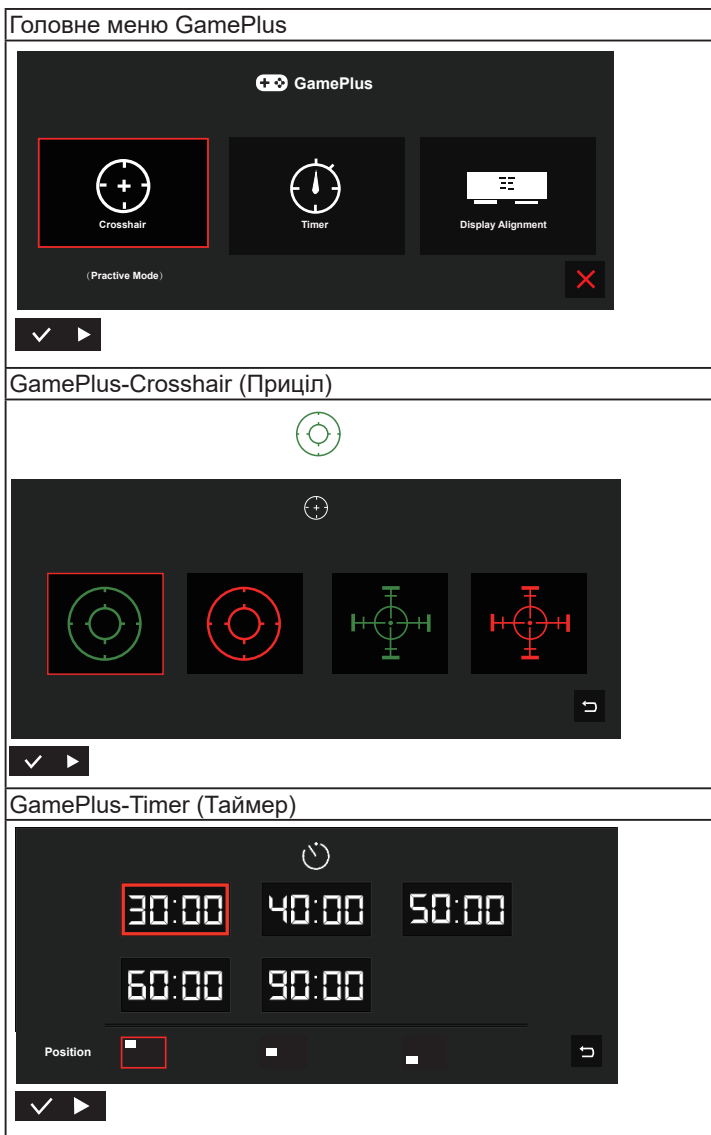 Головне меню GamePlus
GamePlus
Crosshair
Timer
Display Alignment
(Practive Mode)
GamePlus-Crosshair (Приціл)
GamePlus-Timer (Таймер)
30:00 40:00 50:00
60:00 90:00
Position